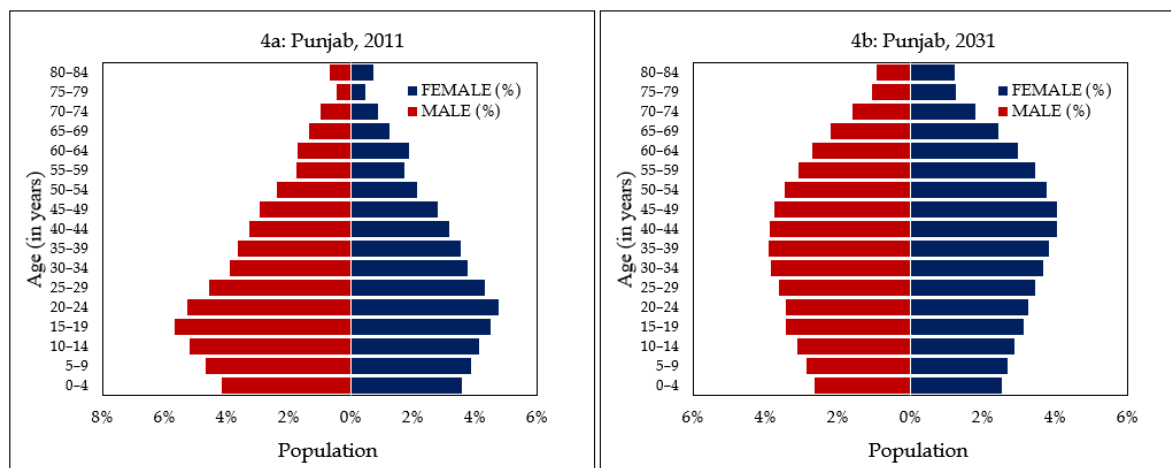 4a: Punjab, 2011
80–84
75–79
70–74
65–69
60–64
55–59
50–54
45–49
40–44
35–39
30–34
25–29
20–24
15–19
10–14
5–9
0–4
Age (in years)
FEMALE (%)
MALE (%)
8% 6% 4% 2% 0% 2% 4% 6%
Population
4b: Punjab, 2031
80–84
75–79
70–74
65–69
60–64
55–59
50–54
45–49
40–44
35–39
30–34
25–29
20–24
15–19
10–14
5–9
0–4
Age (in years)
FEMALE (%)
MALE (%)
6% 4% 2% 0% 2% 4% 6%
Population